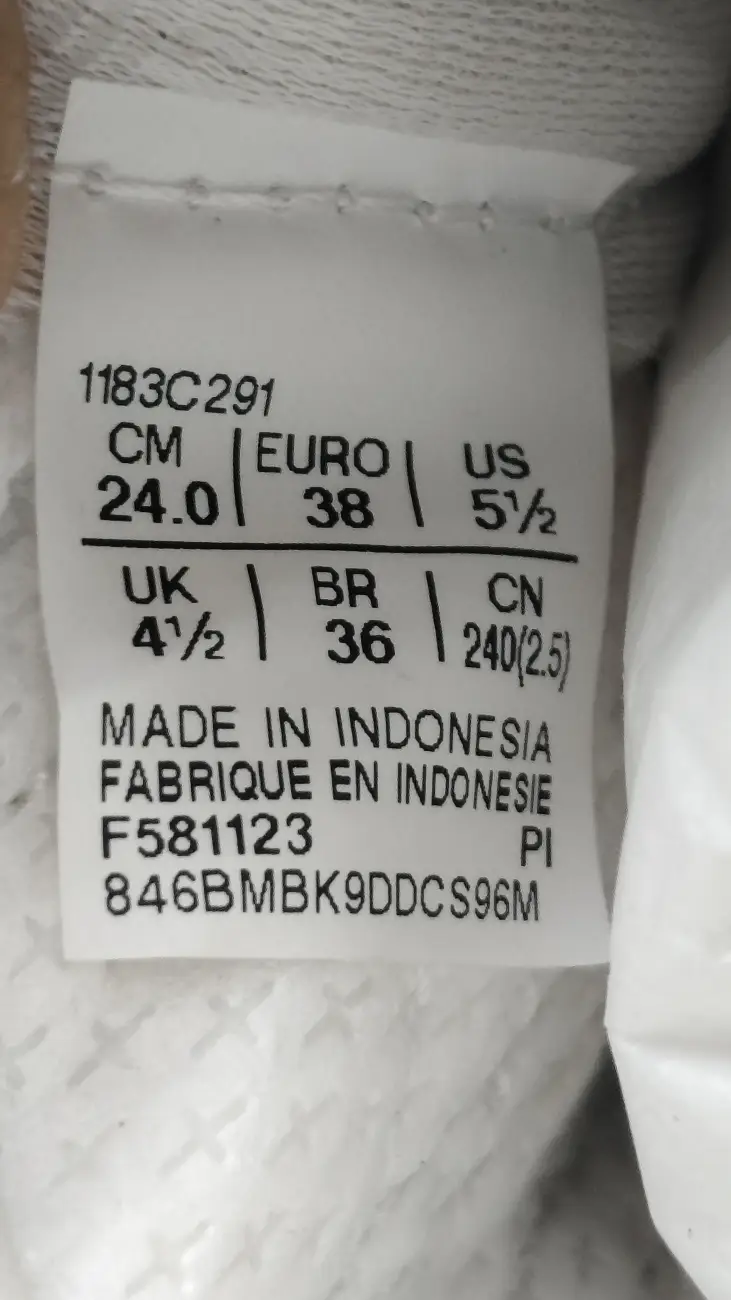 1183C291
CM | EURO | US
24.0 | 38 | 5½
UK | BR | CN
4½ | 36 | 240(2.5)
MADE IN INDONESIA
FABRIQUE EN INDONESIE
F581123 PI
846BMBK9DDCS96M